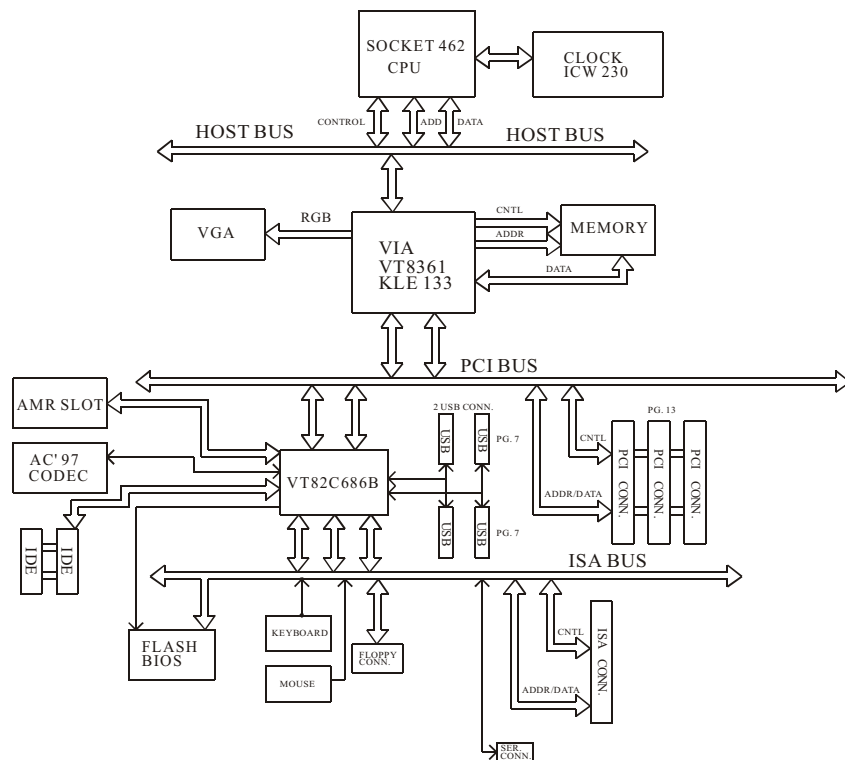 SOCKET 462
CPU
CLOCK
ICW 230
CONTROL
ADD
DATA
HOST BUS
HOST BUS
VGA
RGB
VIA
VT8361
KLE 133
CNTL
ADDR
DATA
MEMORY
PCI BUS
AMR SLOT
AC' 97
CODEC
IDE
IDE
VT82C686B
2 USB CONN.
USB
USB
PG. 7
USB
USB
PG. 7
PG. 13
CNTL
ADDR/DATA
PCI CONN.
PCI CONN.
PCI CONN.
ISA BUS
FLASH
BIOS
KEYBOARD
MOUSE
FLOPPY
CONN.
CNTL
ADDR/DATA
ISA CONN.
SER.
CONN.